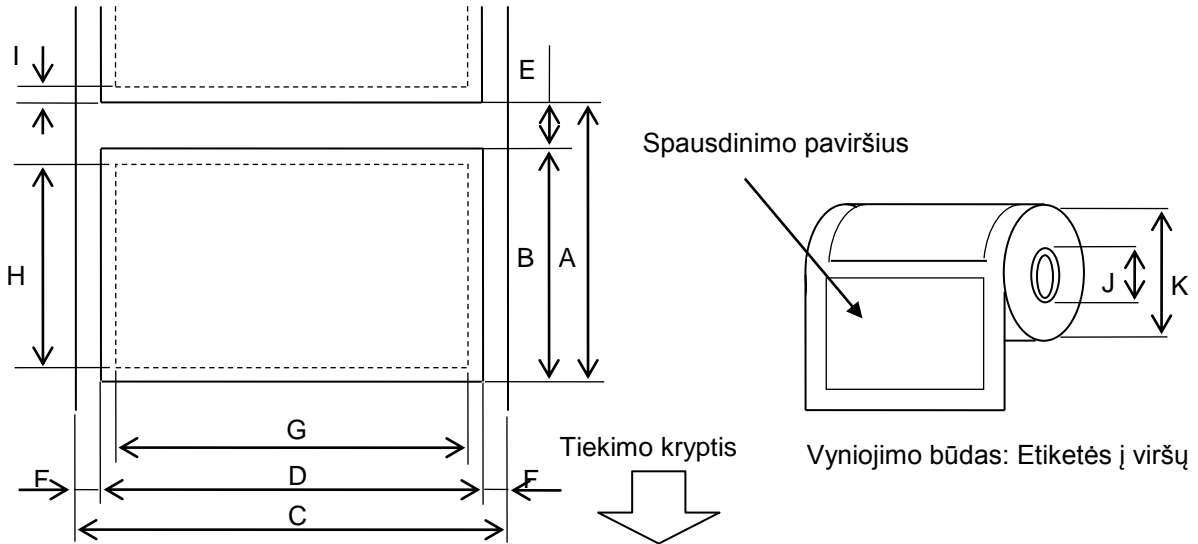 I
E
Spausdinimo paviršius
H
B
A
J
K
G
Tiekimo kryptis
Vyniojimo būdas: Etiketės į viršų
F
D
F
C